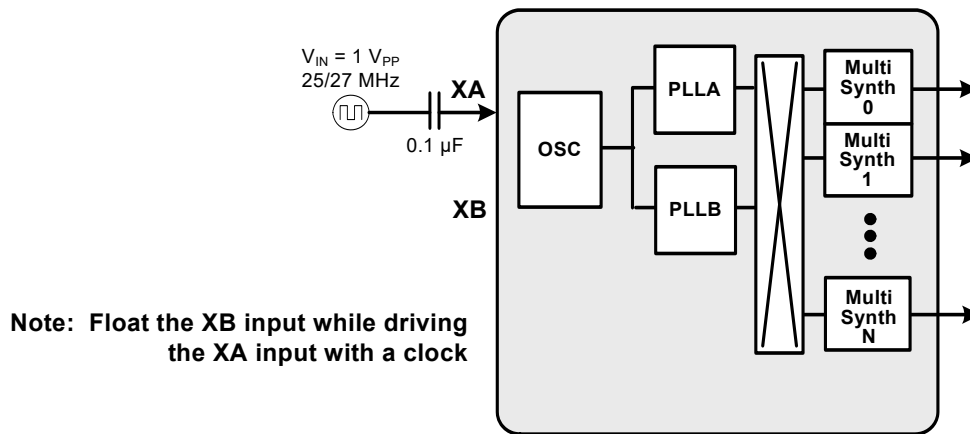 V_IN = 1 V_PP
25/27 MHz
XA
0.1 µF
XB
OSC
PLLA
PLLB
Multi
Synth
0
Multi
Synth
1
Multi
Synth
N
Note: Float the XB input while driving
the XA input with a clock